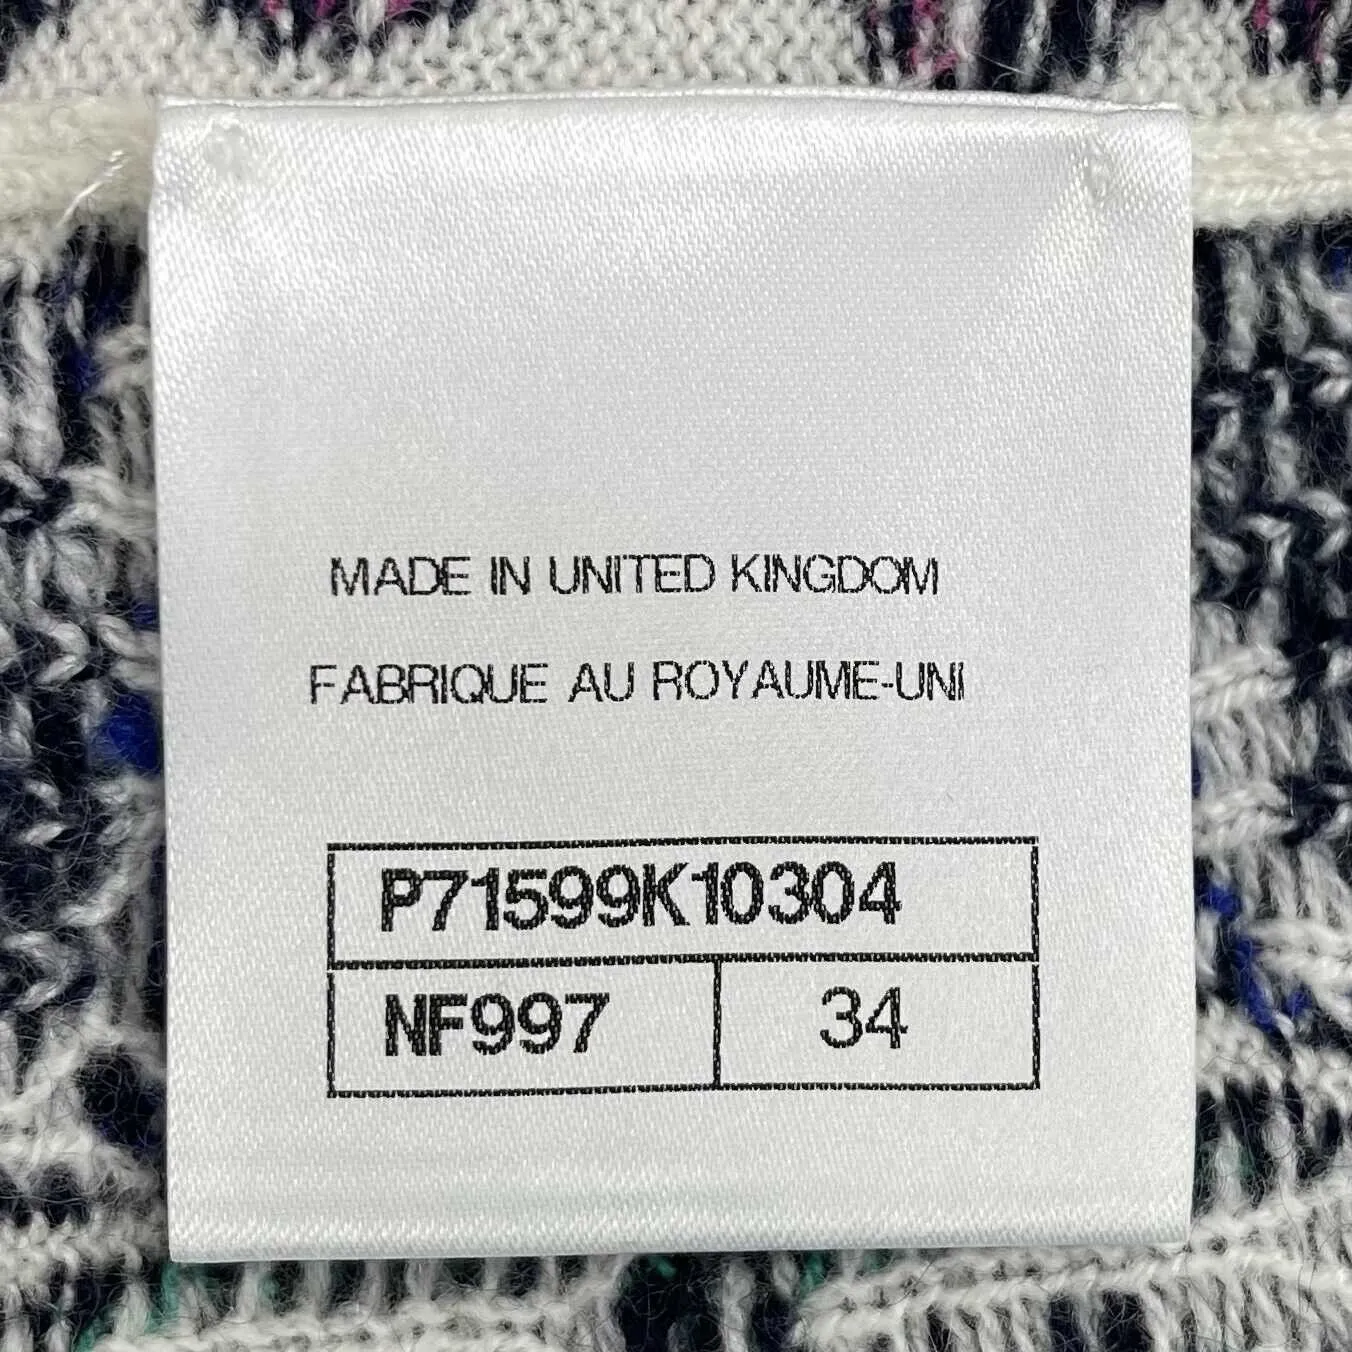 MADE IN UNITED KINGDOM
FABRIQUE AU ROYAUME-UNI
P71599K10304
NF997 34